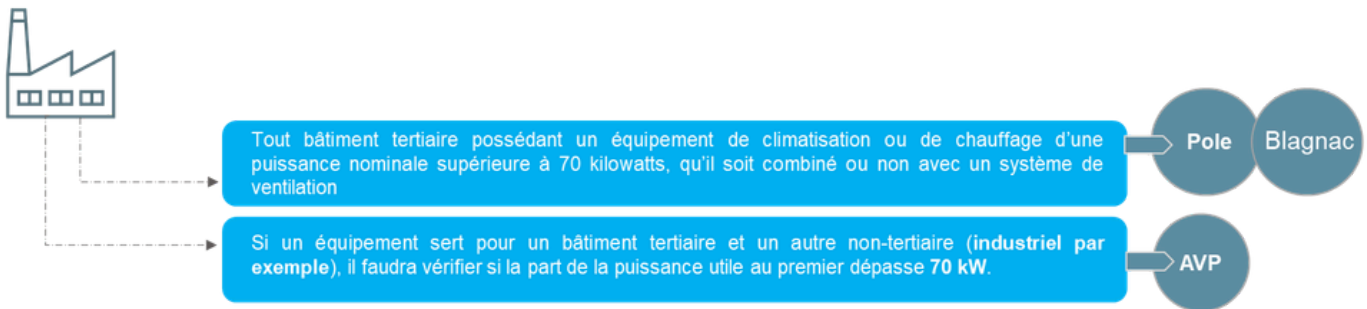 Tout bâtiment tertiaire possédant un équipement de climatisation ou de chauffage d'une
puissance nominale supérieure à 70 kilowatts, qu'il soit combiné ou non avec un système de
ventilation
Pole
Blagnac
Si un équipement sert pour un bâtiment tertiaire et un autre non-tertiaire (industriel par
exemple), il faudra vérifier si la part de la puissance utile au premier dépasse 70 kW.
AVP